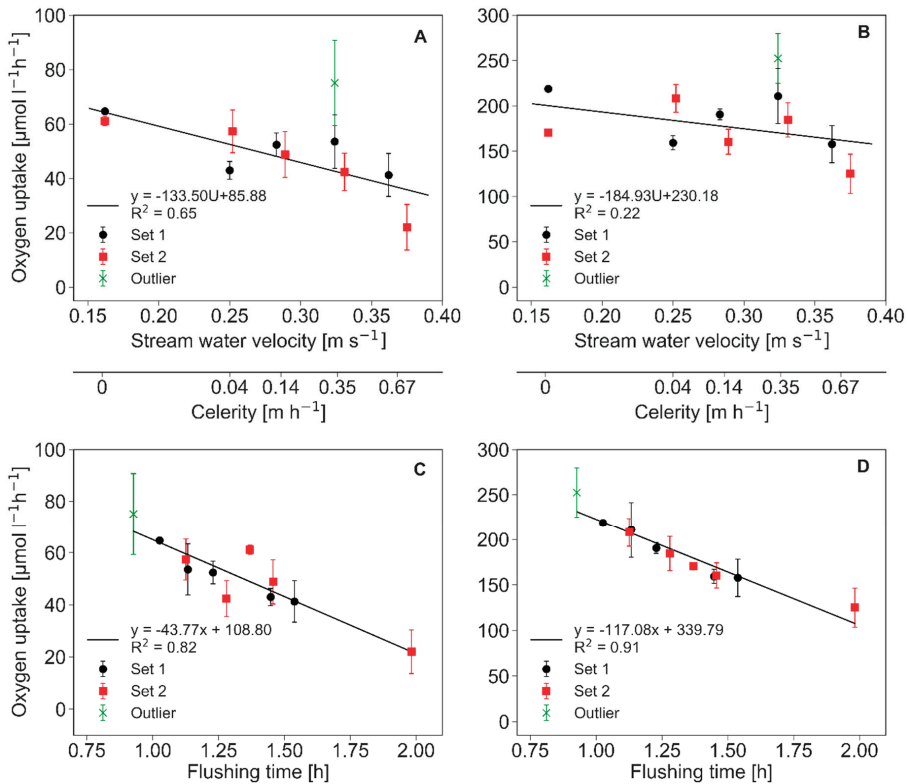 A
B
Oxygen uptake [μmol l⁻¹h⁻¹]
100
80
60
40
20
0
y = -133.50U+85.88
R² = 0.65
Set 1
Set 2
Outlier
0.15 0.20 0.25 0.30 0.35 0.40
Stream water velocity [m s⁻¹]
0 0.04 0.14 0.35 0.67
Celerity [m h⁻¹]
300
250
200
150
100
50
0
y = -184.93U+230.18
R² = 0.22
Set 1
Set 2
Outlier
0.15 0.20 0.25 0.30 0.35 0.40
Stream water velocity [m s⁻¹]
0 0.04 0.14 0.35 0.67
Celerity [m h⁻¹]
C
D
Oxygen uptake [μmol l⁻¹h⁻¹]
100
80
60
40
20
0
y = -43.77x + 108.80
R² = 0.82
Set 1
Set 2
Outlier
0.75 1.00 1.25 1.50 1.75 2.00
Flushing time [h]
300
250
200
150
100
50
0
y = -117.08x + 339.79
R² = 0.91
Set 1
Set 2
Outlier
0.75 1.00 1.25 1.50 1.75 2.00
Flushing time [h]